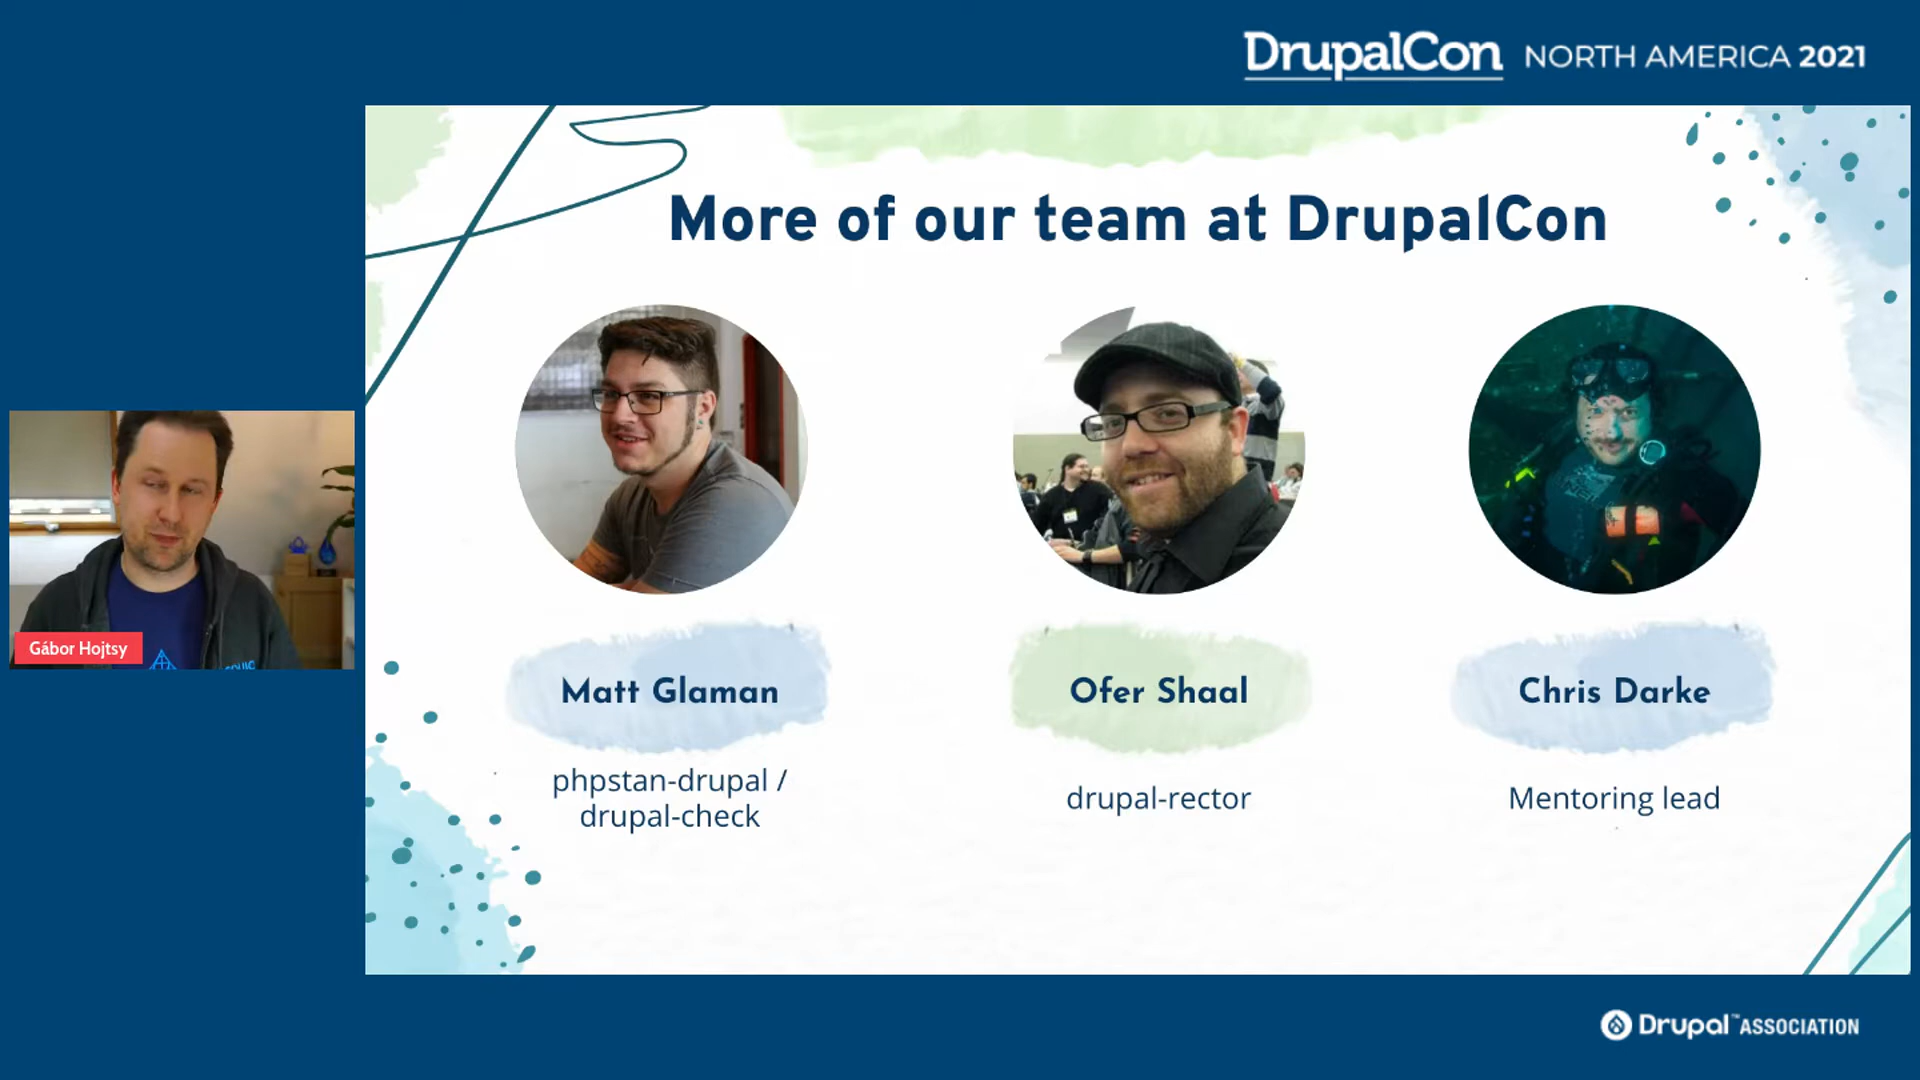 DrupalCon NORTH AMERICA 2021
More of our team at DrupalCon
Gábor Hojtsy
Matt Glaman
Ofer Shaal
Chris Darke
phpstan-drupal /
drupal-check
drupal-rector
Mentoring lead
Drupal™ ASSOCIATION